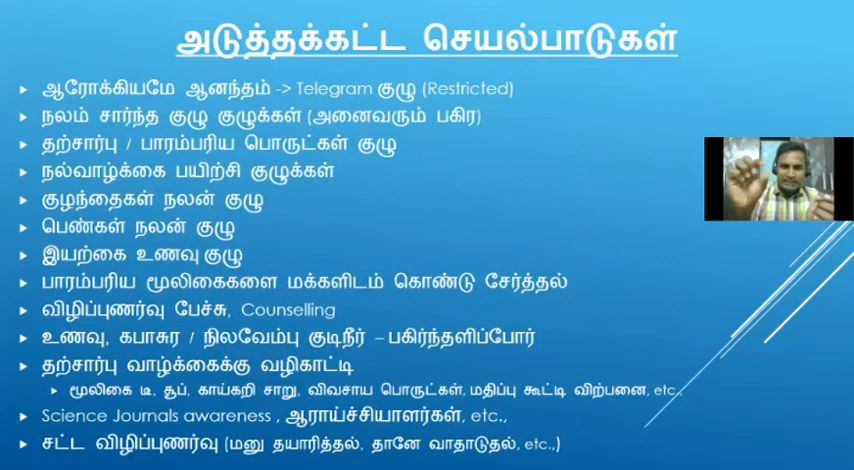 அடுத்தக்கட்ட செயல்பாடுகள்
ஆரோக்கியமே ஆனந்தம் -> Telegram குழு (Restricted)
நலம் சார்ந்த குழு குழுக்கள் (அனைவரும் பகிர)
தற்சார்பு / பாரம்பரிய பொருட்கள் குழு
நல்வாழ்க்கை பயிற்சி குழுக்கள்
குழந்தைகள் நலன் குழு
பெண்கள் நலன் குழு
இயற்கை உணவு குழு
பாரம்பரிய மூலிகைகளை மக்களிடம் கொண்டு சேர்த்தல்
விழிப்புணர்வு பேச்சு, Counselling
உணவு, கபாசுர / நிலவேம்பு குடிநீர் – பகிர்ந்தளிப்போர்
தற்சார்பு வாழ்க்கைக்கு வழிகாட்டி
மூலிகை டீ, சூப், காய்கறி சாறு, விவசாய பொருட்கள், மதிப்பு கூட்டி விற்பனை, etc.,
Science Journals awareness , ஆராய்ச்சியாளர்கள், etc.,
சட்ட விழிப்புணர்வு (மனு தயாரித்தல், தானே வாதாடுதல், etc.,)